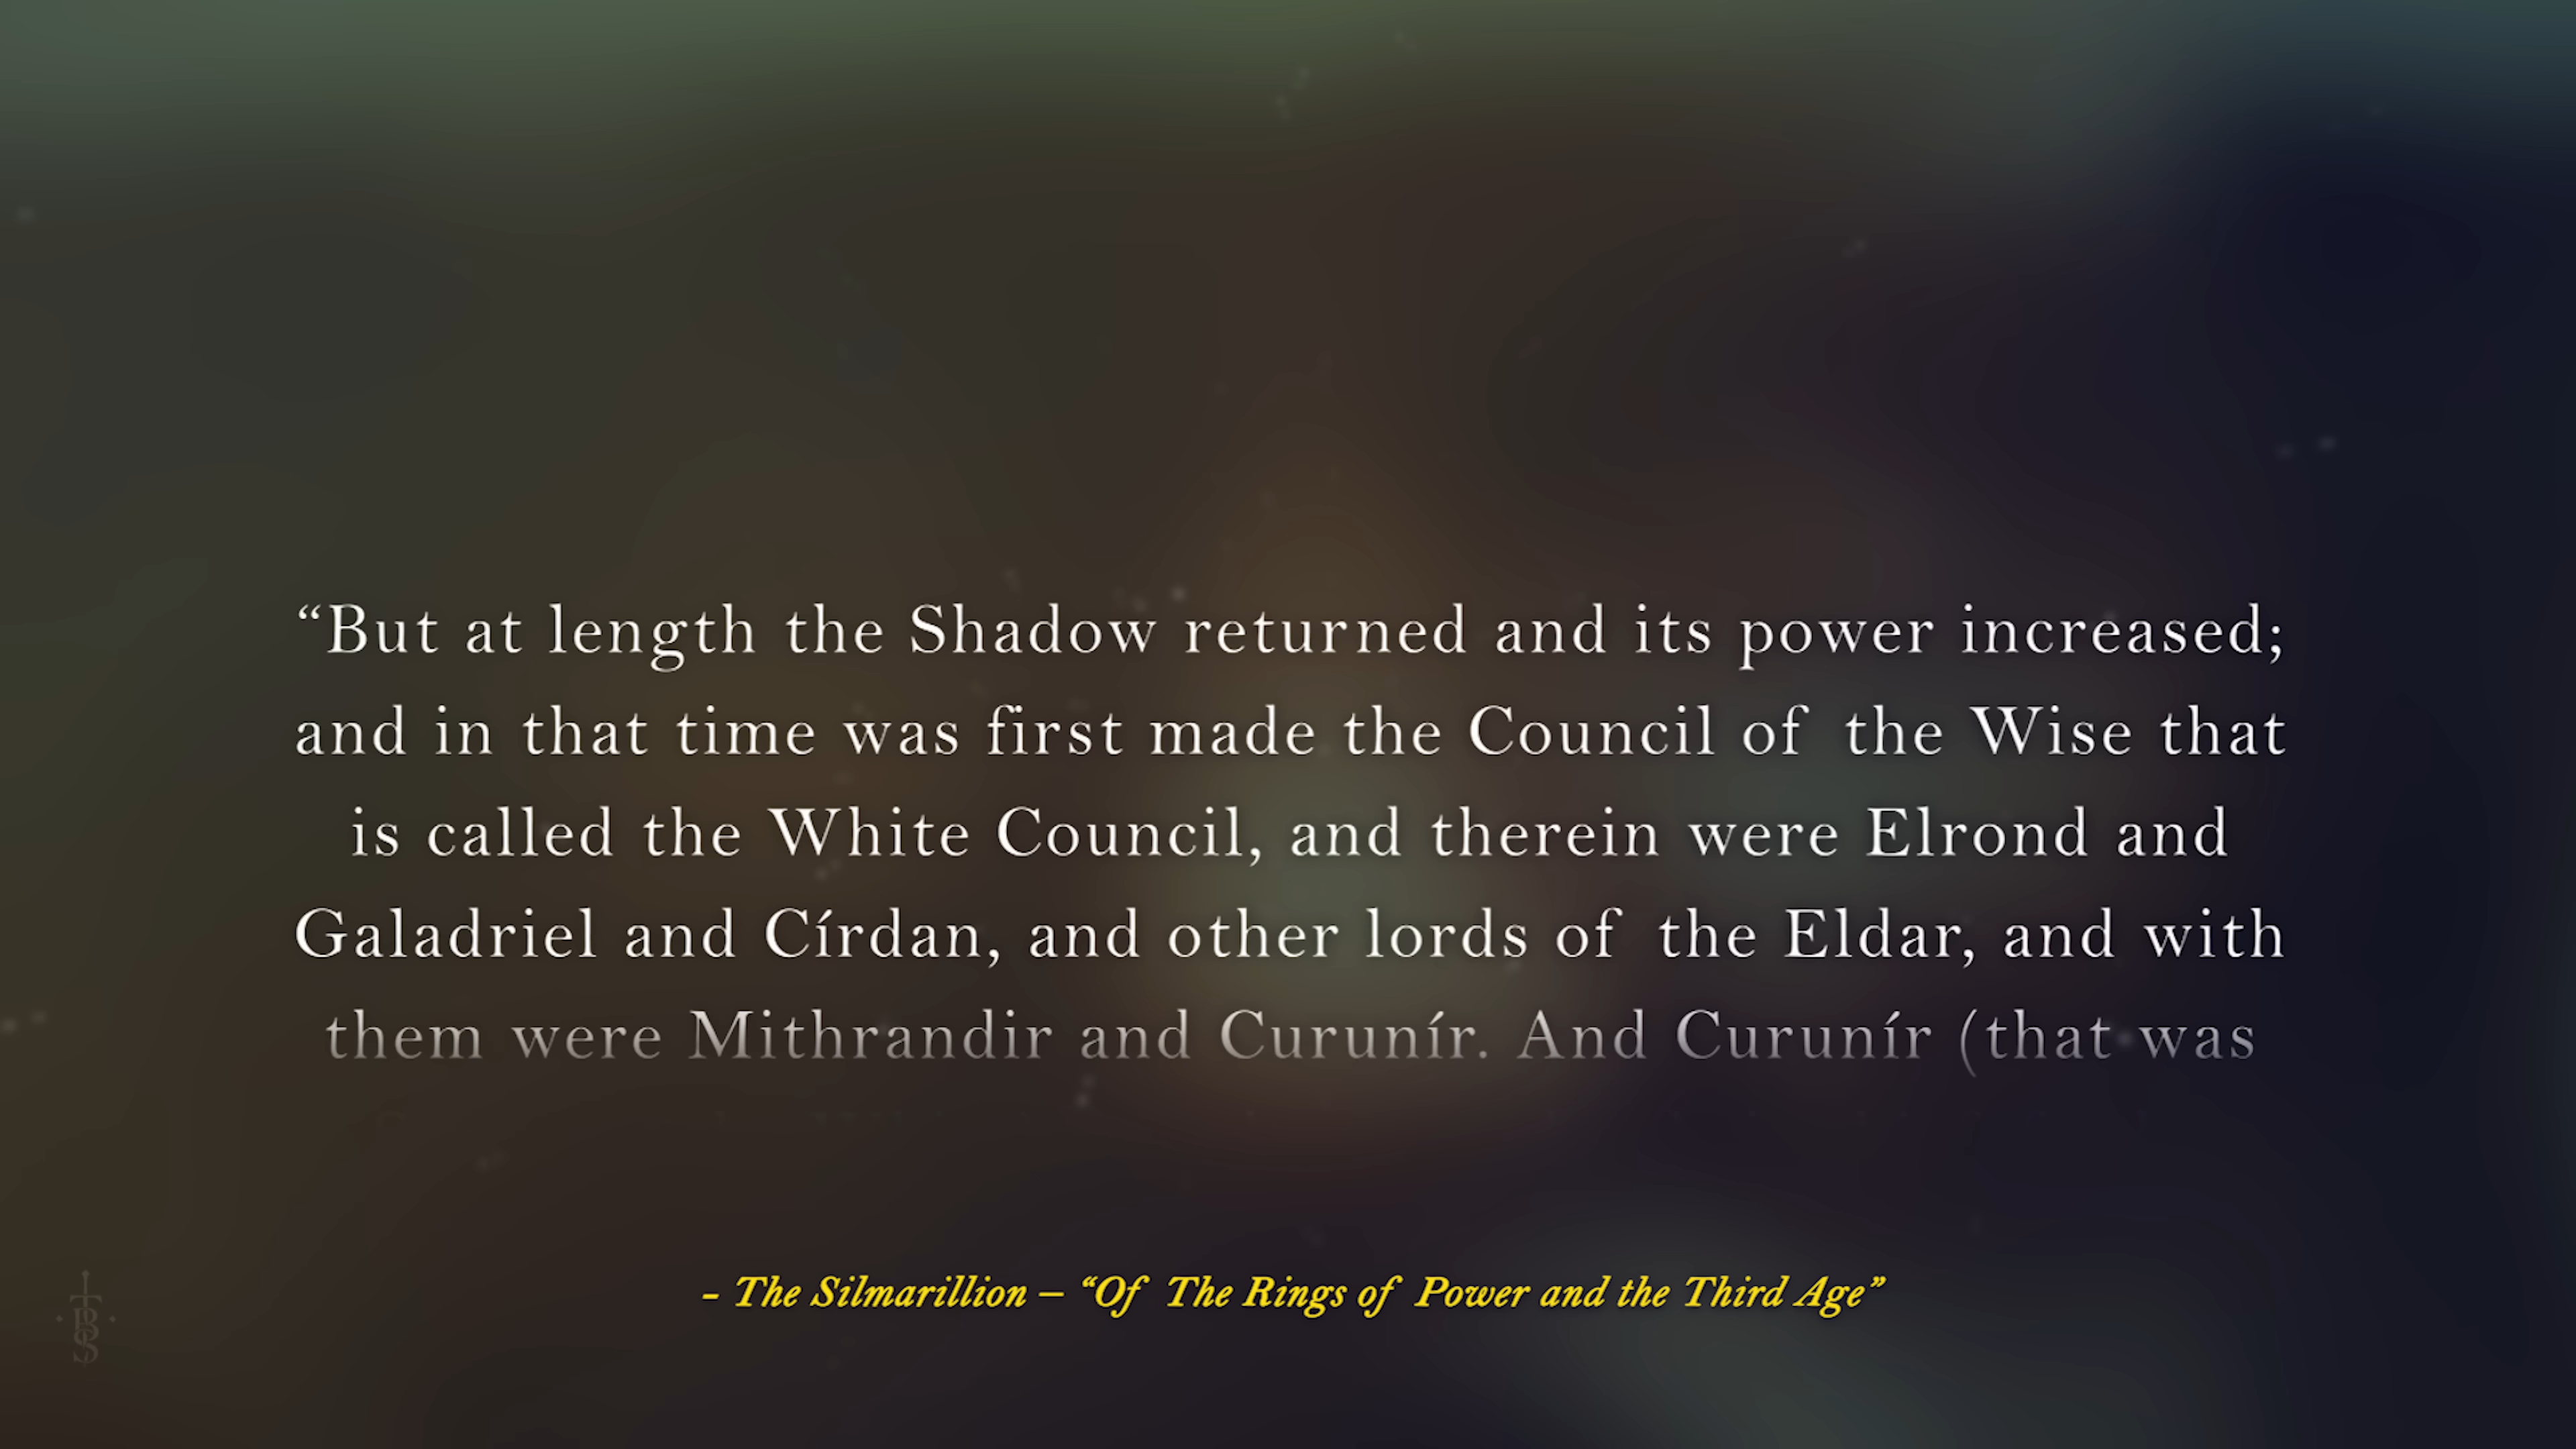 “But at length the Shadow returned and its power increased;
and in that time was first made the Council of the Wise that
is called the White Council, and therein were Elrond and
Galadriel and Círdan, and other lords of the Eldar, and with
them were Mithrandir and Curunír. And Curunír (that was
- The Silmarillion – “Of The Rings of Power and the Third Age”